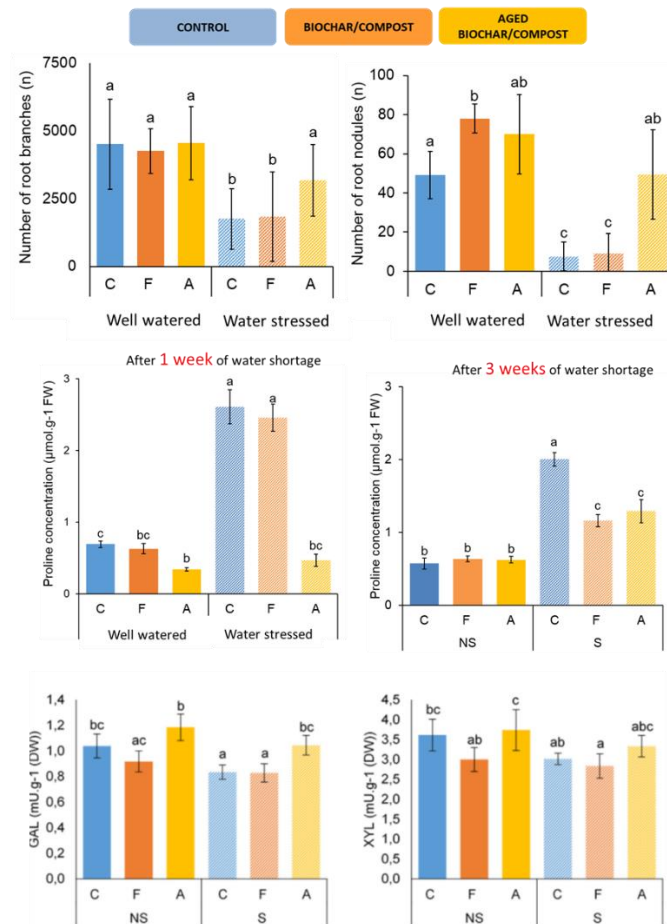 CONTROL
BIOCHAR/COMPOST
AGED
BIOCHAR/COMPOST
Number of root branches (n)
7500
5000
2500
0
a a a b b a
C F A C F A
Well watered Water stressed
Number of root nodules (n)
100
80
60
40
20
0
a b ab c c ab
C F A C F A
Well watered Water stressed
After 1 week of water shortage
Proline concentration (µmol.g-1 FW)
3
2
1
0
c bc b a a bc
C F A C F A
Well watered Water stressed
After 3 weeks of water shortage
Proline concentration (µmol.g-1 FW)
3
2
1
0
b b b a c c
C F A C F A
NS S
GAL (mU.g-1 (DW))
1,4
1,2
1,0
0,8
0,6
0,4
0,2
0,0
bc ac b a a bc
C F A C F A
NS S
XYL (mU.g-1 (DW))
4,5
4,0
3,5
3,0
2,5
2,0
1,5
1,0
0,5
0,0
bc ab c ab a abc
C F A C F A
NS S